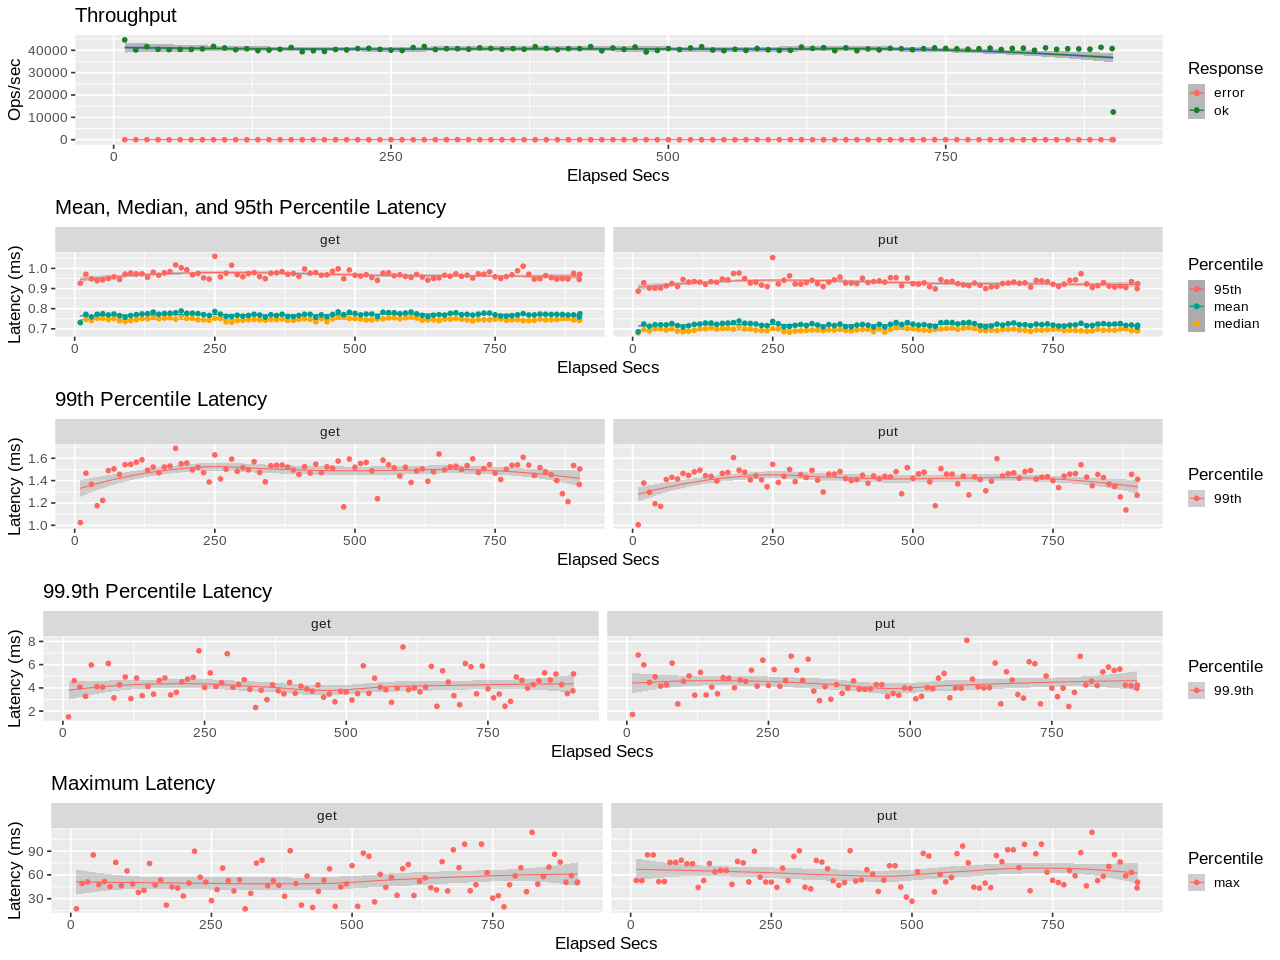 Throughput
Ops/sec
40000
30000
20000
10000
0
0 250 500 750
Elapsed Secs
Response
error
ok
Mean, Median, and 95th Percentile Latency
get put
Latency (ms)
1.0
0.9
0.8
0.7
0 250 500 750 0 250 500 750
Elapsed Secs
Percentile
95th
mean
median
99th Percentile Latency
get put
Latency (ms)
1.6
1.4
1.2
1.0
0 250 500 750 0 250 500 750
Elapsed Secs
Percentile
99th
99.9th Percentile Latency
get put
Latency (ms)
8
6
4
2
0 250 500 750 0 250 500 750
Elapsed Secs
Percentile
99.9th
Maximum Latency
get put
Latency (ms)
90
60
30
0 250 500 750 0 250 500 750
Elapsed Secs
Percentile
max